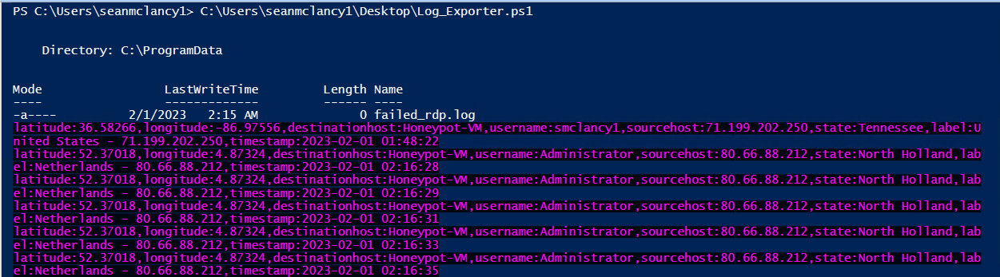 PS C:\Users\seanmclancy1> C:\Users\seanmclancy1\Desktop\Log_Exporter.ps1
Directory: C:\ProgramData
Mode LastWriteTime Length Name
---- ------------- ------ ----
-a---- 2/1/2023 2:15 AM 0 failed_rdp.log
latitude:36.58266,longitude:-86.97556,destinationhost:Honeypot-VM,username:smclancy1,sourcehost:71.199.202.250,state:Tennessee,label:U
nited States - 71.199.202.250,timestamp:2023-02-01 01:48:22
latitude:52.37018,longitude:4.87324,destinationhost:Honeypot-VM,username:Administrator,sourcehost:80.66.88.212,state:North Holland,lab
el:Netherlands - 80.66.88.212,timestamp:2023-02-01 02:16:28
latitude:52.37018,longitude:4.87324,destinationhost:Honeypot-VM,username:Administrator,sourcehost:80.66.88.212,state:North Holland,lab
el:Netherlands - 80.66.88.212,timestamp:2023-02-01 02:16:29
latitude:52.37018,longitude:4.87324,destinationhost:Honeypot-VM,username:Administrator,sourcehost:80.66.88.212,state:North Holland,lab
el:Netherlands - 80.66.88.212,timestamp:2023-02-01 02:16:31
latitude:52.37018,longitude:4.87324,destinationhost:Honeypot-VM,username:Administrator,sourcehost:80.66.88.212,state:North Holland,lab
el:Netherlands - 80.66.88.212,timestamp:2023-02-01 02:16:33
latitude:52.37018,longitude:4.87324,destinationhost:Honeypot-VM,username:Administrator,sourcehost:80.66.88.212,state:North Holland,lab
el:Netherlands - 80.66.88.212,timestamp:2023-02-01 02:16:35